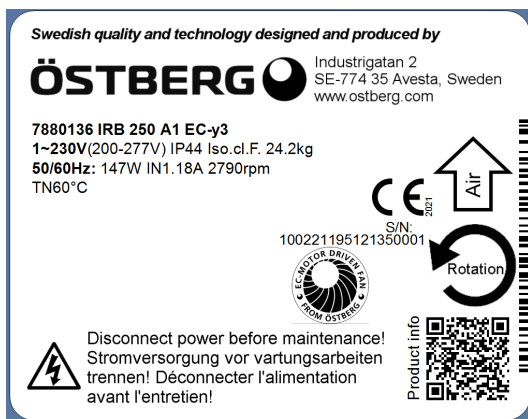 Swedish quality and technology designed and produced by
ÖSTBERG
Industrigatan 2
SE-774 35 Avesta, Sweden
www.ostberg.com
7880136 IRB 250 A1 EC-y3
1~230V(200-277V) IP44 Iso.cl.F. 24.2kg
50/60Hz: 147W IN1.18A 2790rpm
TN60°C
Air
CE
2021
S/N:
100221195121350001
Rotation
EC-MOTOR DRIVEN FAN
FROM ÖSTBERG
Product info
Disconnect power before maintenance!
Stromversorgung vor vartungsarbeiten
trennen! Déconnecter l'alimentation
avant l'entretien!